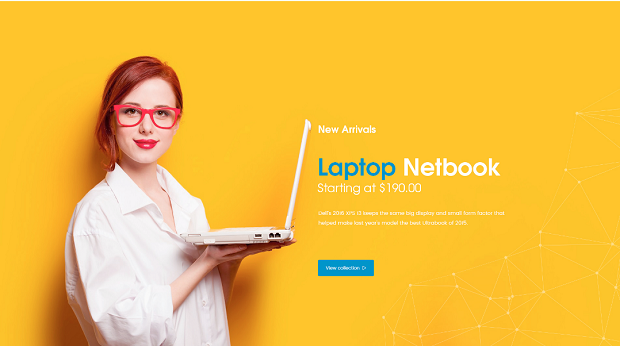 New Arrivals
Laptop Netbook
Starting at $190.00
Dell's 2016 XPS 13 keeps the same big display and small form factor that
helped make last year's model the best Ultrabook of 2015.
View collection